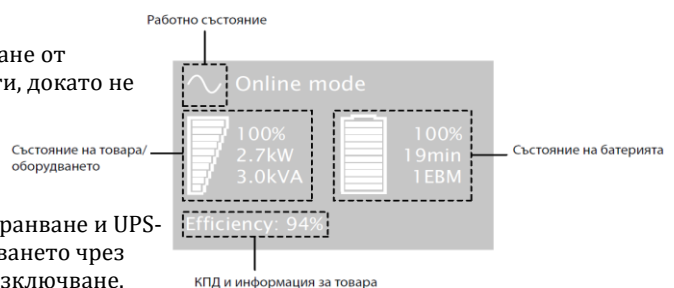 Работно състояние
ане от
ти, докато не
Online mode
100%
2.7kW
3.0kVA
100%
19min
1EBM
Състояние на товара/
оборудването
Състояние на батерията
ранване и UPS-
Efficiency: 94%
ването чрез
изключване.
КПД и информация за товара